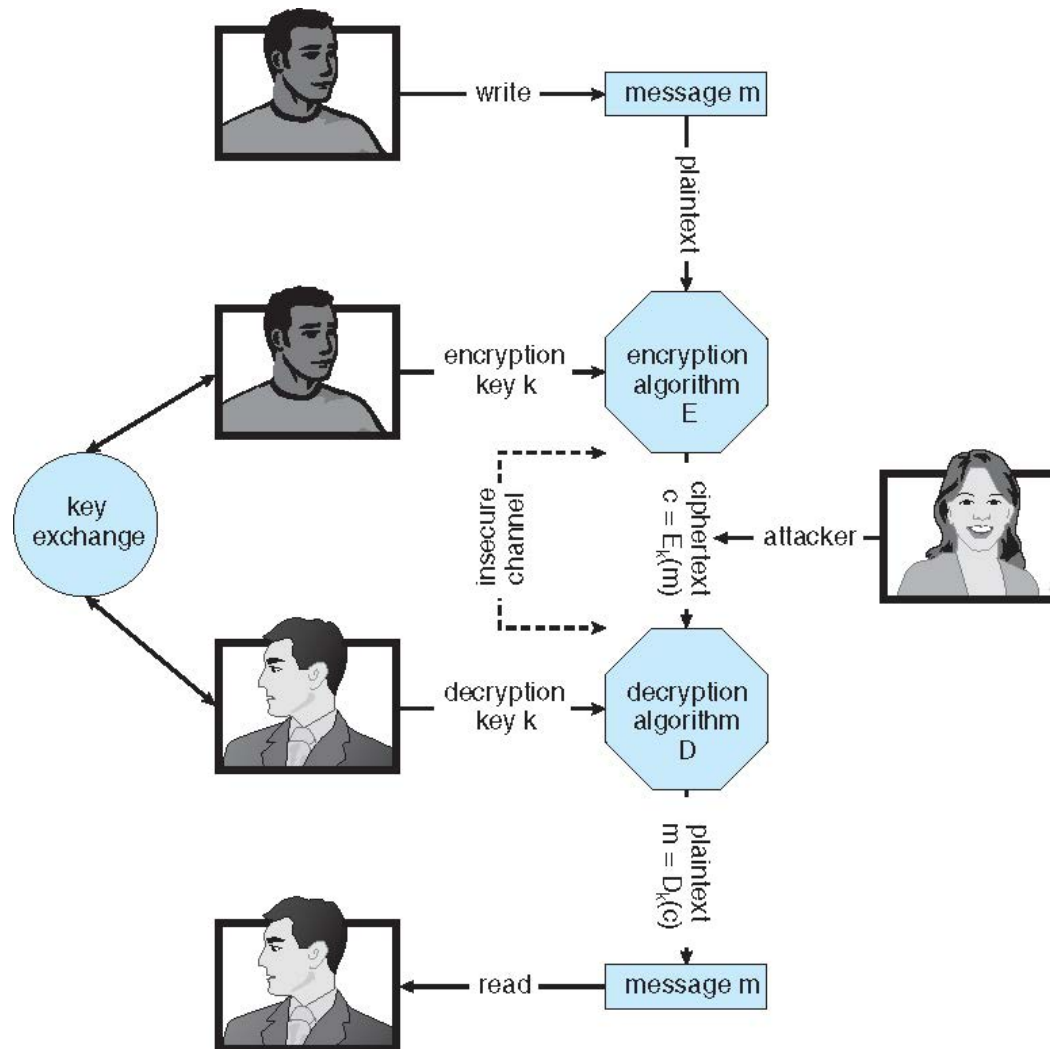 write
message m
plaintext
encryption
key k
encryption
algorithm
E
key
exchange
insecure
channel
ciphertext
c = Eₖ(m)
attacker
decryption
key k
decryption
algorithm
D
plaintext
m = Dₖ(c)
read
message m